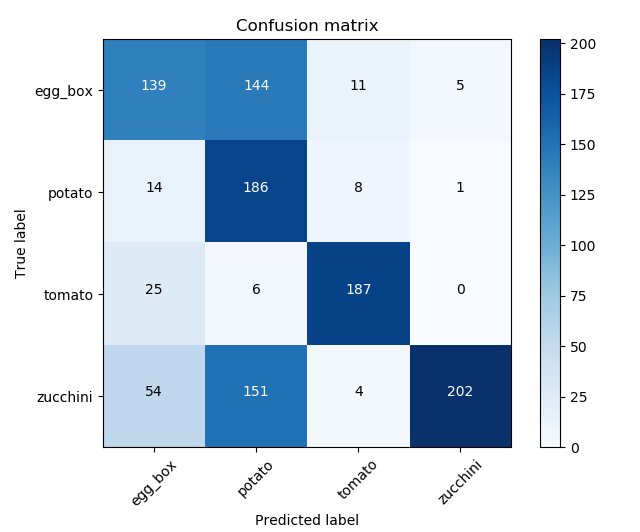 Confusion matrix
True label
egg_box 139 144 11 5
potato 14 186 8 1
tomato 25 6 187 0
zucchini 54 151 4 202
egg_box potato tomato zucchini
Predicted label
200
175
150
125
100
75
50
25
0